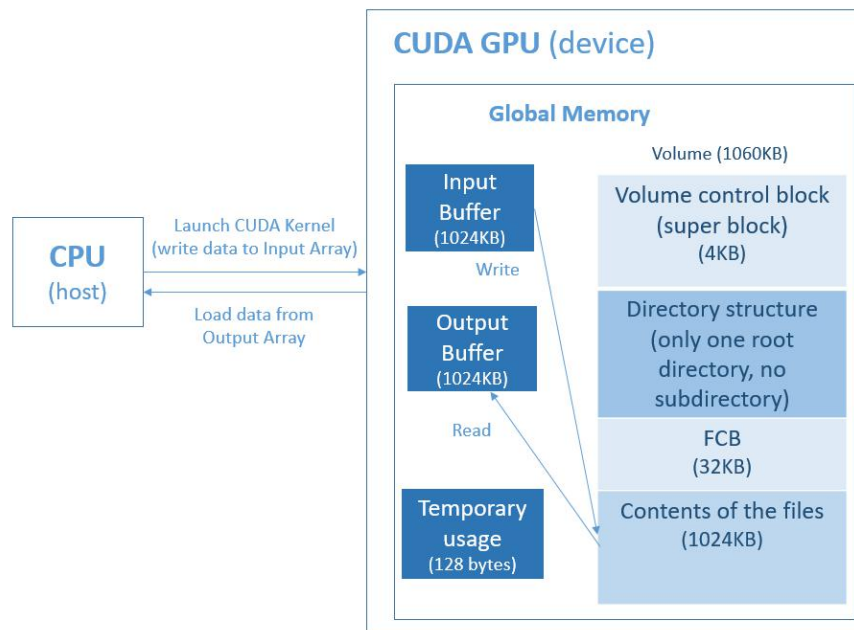 CUDA GPU (device)
Global Memory
Volume (1060KB)
Input
Buffer
(1024KB)
Volume control block
(super block)
(4KB)
Launch CUDA Kernel
(write data to Input Array)
CPU
(host)
Write
Load data from
Output Array
Output
Buffer
(1024KB)
Directory structure
(only one root
directory, no
subdirectory)
Read
FCB
(32KB)
Temporary
usage
(128 bytes)
Contents of the files
(1024KB)